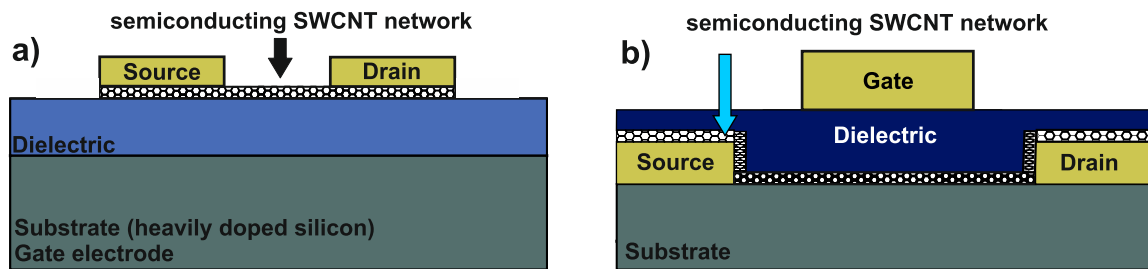 a)
semiconducting SWCNT network
Source
Drain
Dielectric
Substrate (heavily doped silicon)
Gate electrode
b)
semiconducting SWCNT network
Gate
Dielectric
Source
Drain
Substrate